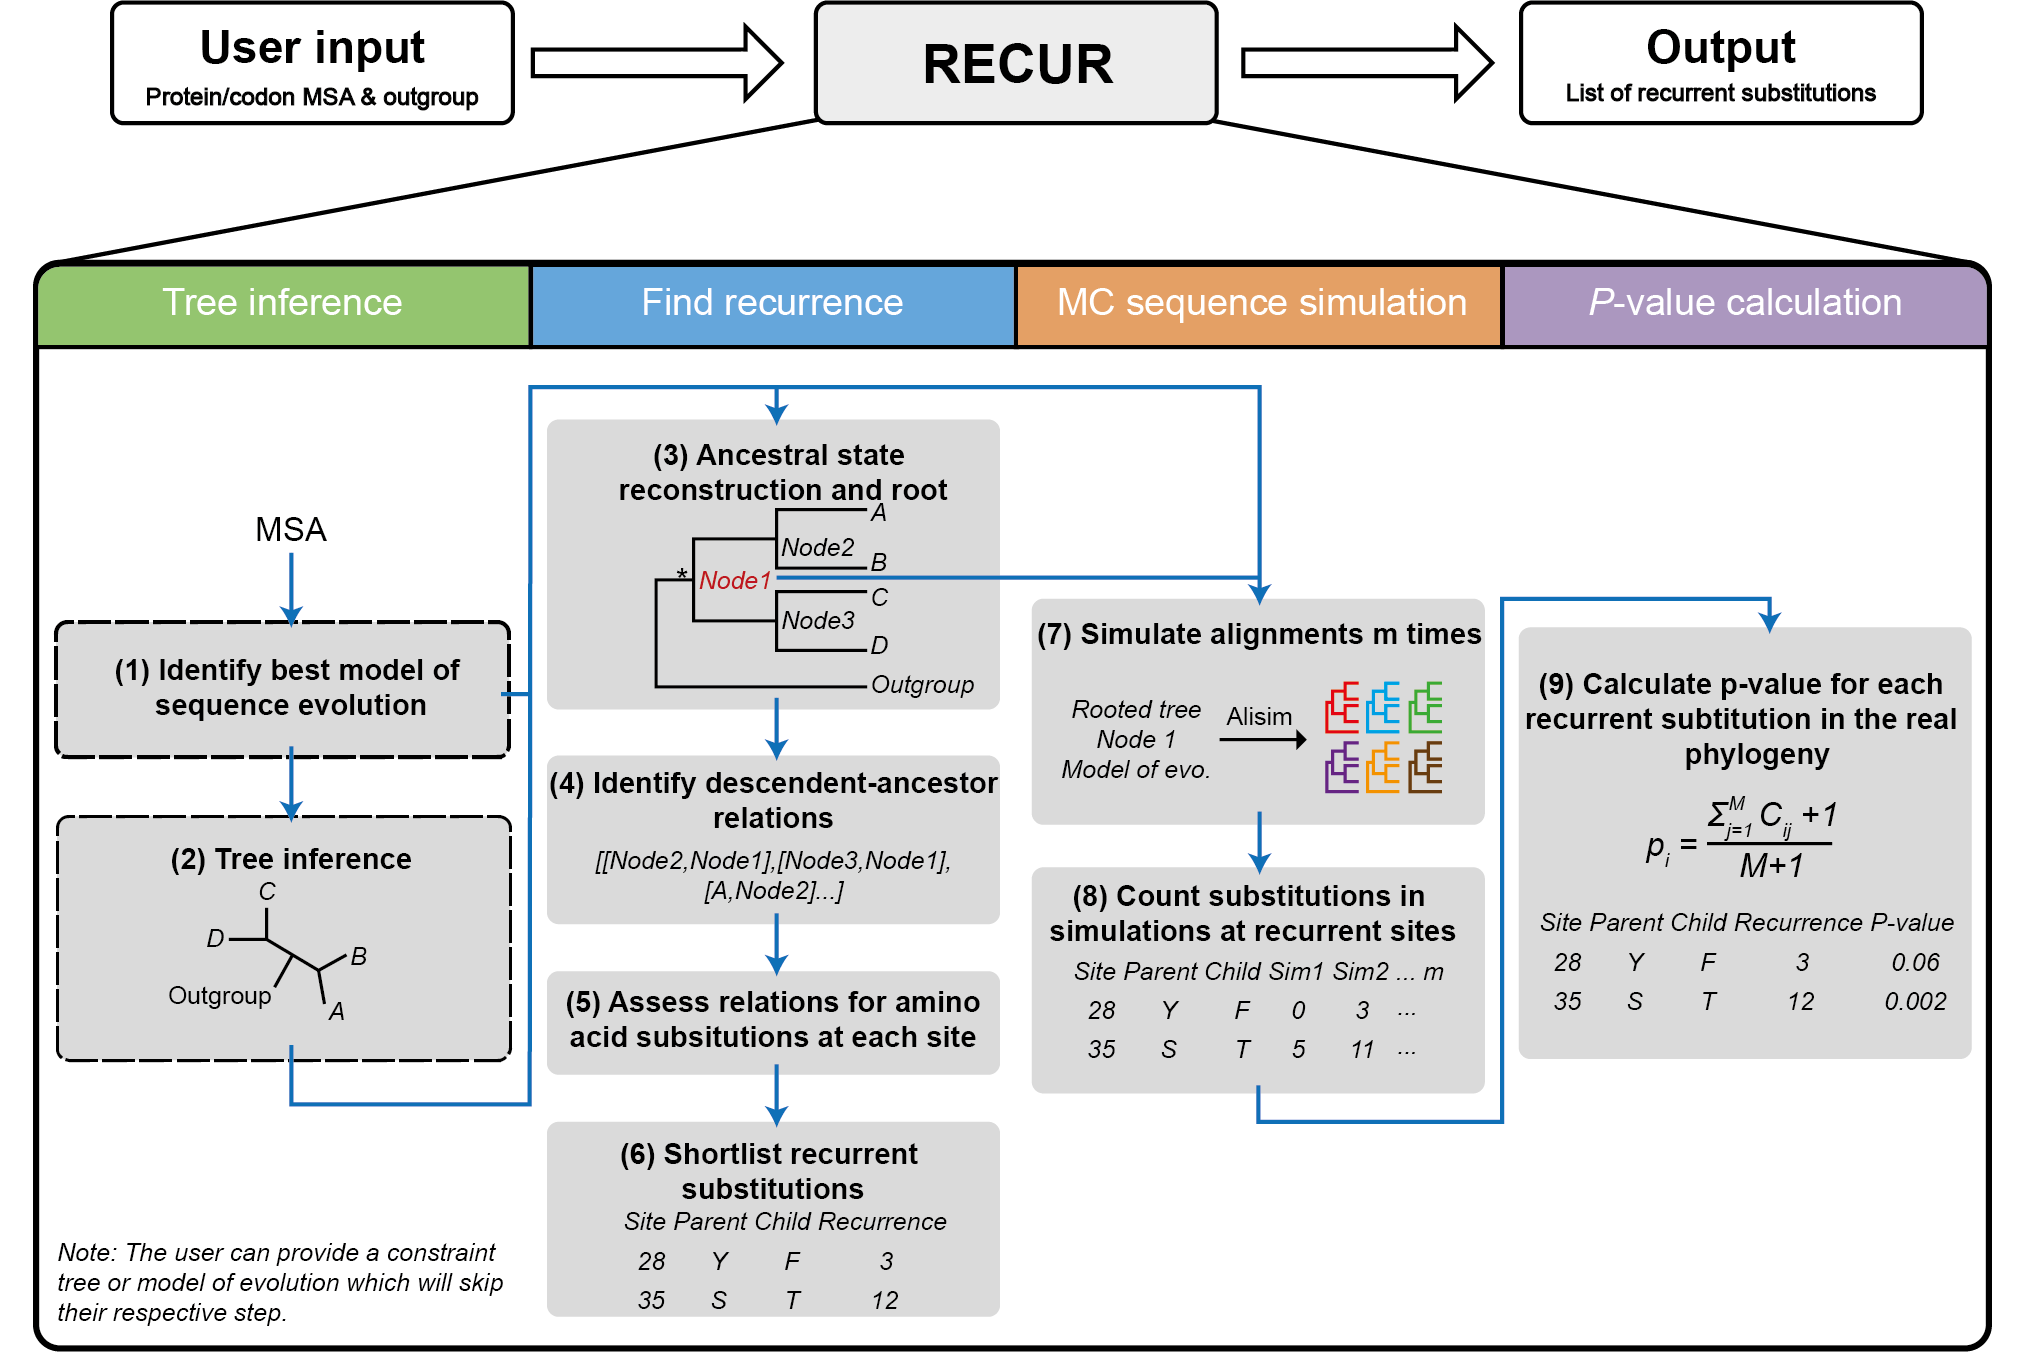 User input
Protein/codon MSA & outgroup
RECUR
Output
List of recurrent substitutions
Tree inference
Find recurrence
MC sequence simulation
P-value calculation
MSA
(1) Identify best model of
sequence evolution
(2) Tree inference
C
D
B
Outgroup
A
Note: The user can provide a constraint
tree or model of evolution which will skip
their respective step.
(3) Ancestral state
reconstruction and root
A
Node2
B
* Node1
C
Node3
D
Outgroup
(4) Identify descendent-ancestor
relations
[[Node2,Node1],[Node3,Node1],
[A,Node2]...]
(5) Assess relations for amino
acid subsitutions at each site
(6) Shortlist recurrent
substitutions
Site Parent Child Recurrence
28 Y F 3
35 S T 12
(7) Simulate alignments m times
Rooted tree
Node 1
Model of evo.
Alisim
(8) Count substitutions in
simulations at recurrent sites
Site Parent Child Sim1 Sim2 ... m
28 Y F 0 3 ...
35 S T 5 11 ...
(9) Calculate p-value for each
recurrent subtitution in the real
phylogeny
p_i = (Σ_{j=1}^{M} C_{ij} +1) / (M+1)
Site Parent Child Recurrence P-value
28 Y F 3 0.06
35 S T 12 0.002